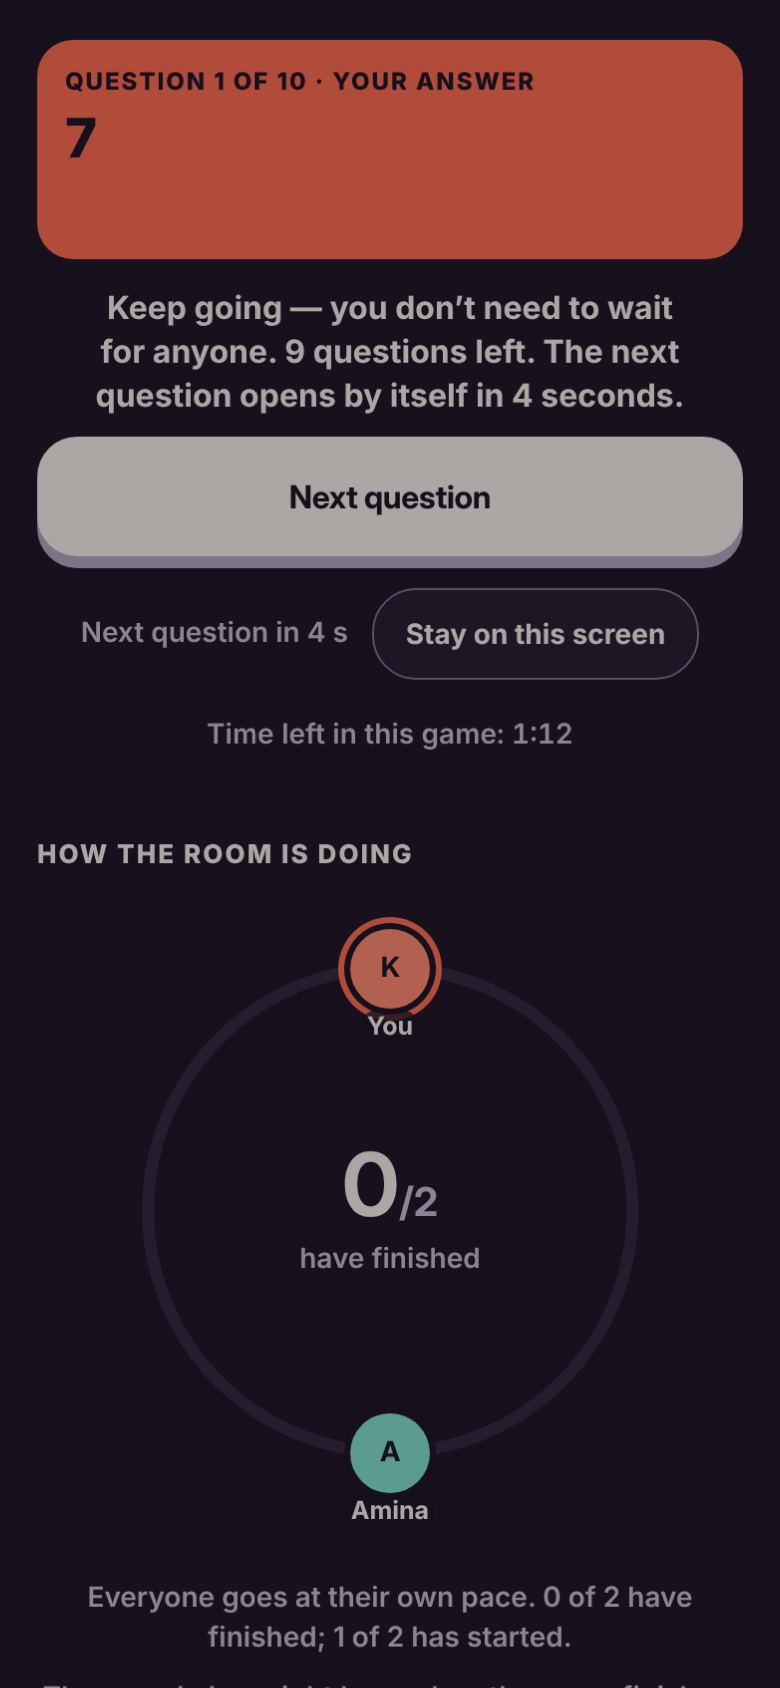 QUESTION 1 OF 10 · YOUR ANSWER
7
Keep going — you don’t need to wait
for anyone. 9 questions left. The next
question opens by itself in 4 seconds.
Next question
Next question in 4 s
Stay on this screen
Time left in this game: 1:12
HOW THE ROOM IS DOING
K
You
0/2
have finished
A
Amina
Everyone goes at their own pace. 0 of 2 have
finished; 1 of 2 has started.